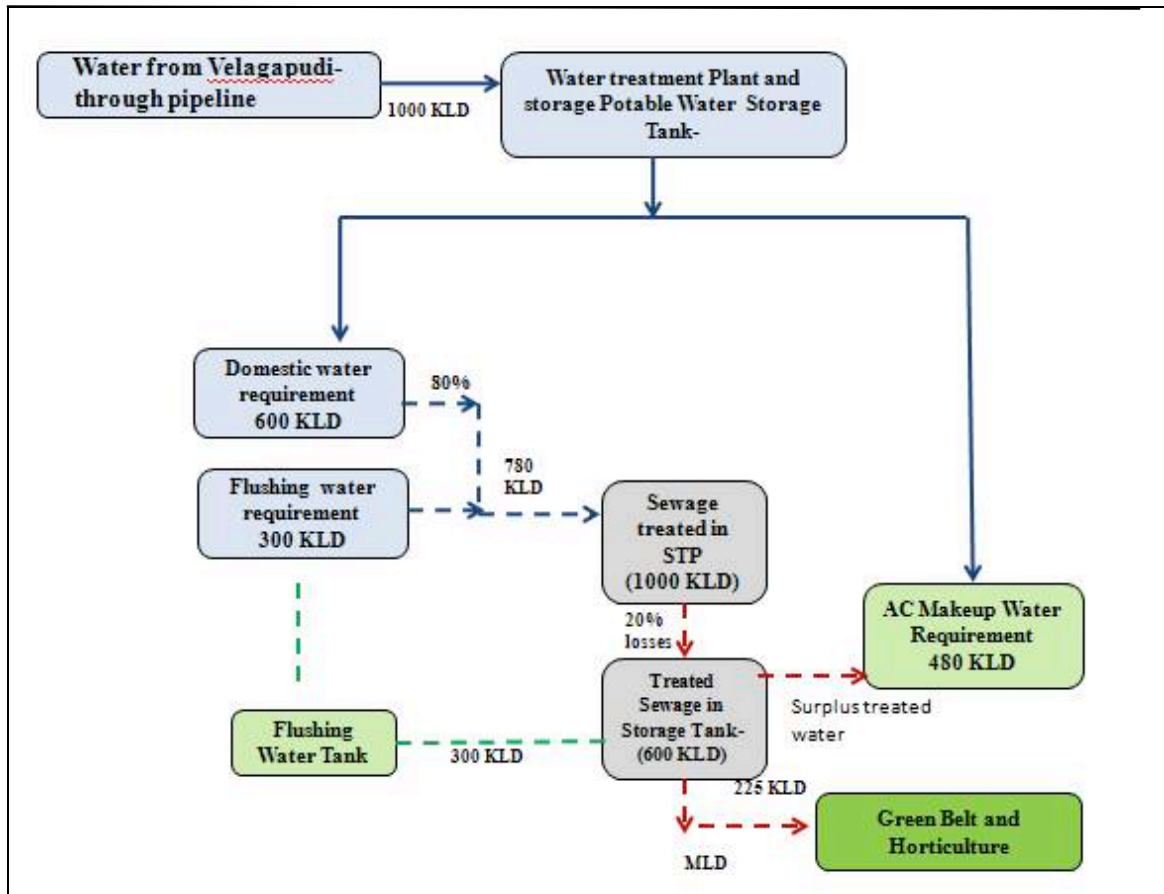 Water from Velagapudi-
through pipeline
1000 KLD
Water treatment Plant and
storage Potable Water Storage
Tank-
Domestic water
requirement
600 KLD
80%
Flushing water
requirement
300 KLD
780
KLD
Sewage
treated in
STP
(1000 KLD)
20%
losses
AC Makeup Water
Requirement
480 KLD
Treated
Sewage in
Storage Tank-
(600 KLD)
Surplus treated
water
Flushing
Water Tank
300 KLD
225 KLD
Green Belt and
Horticulture
MLD